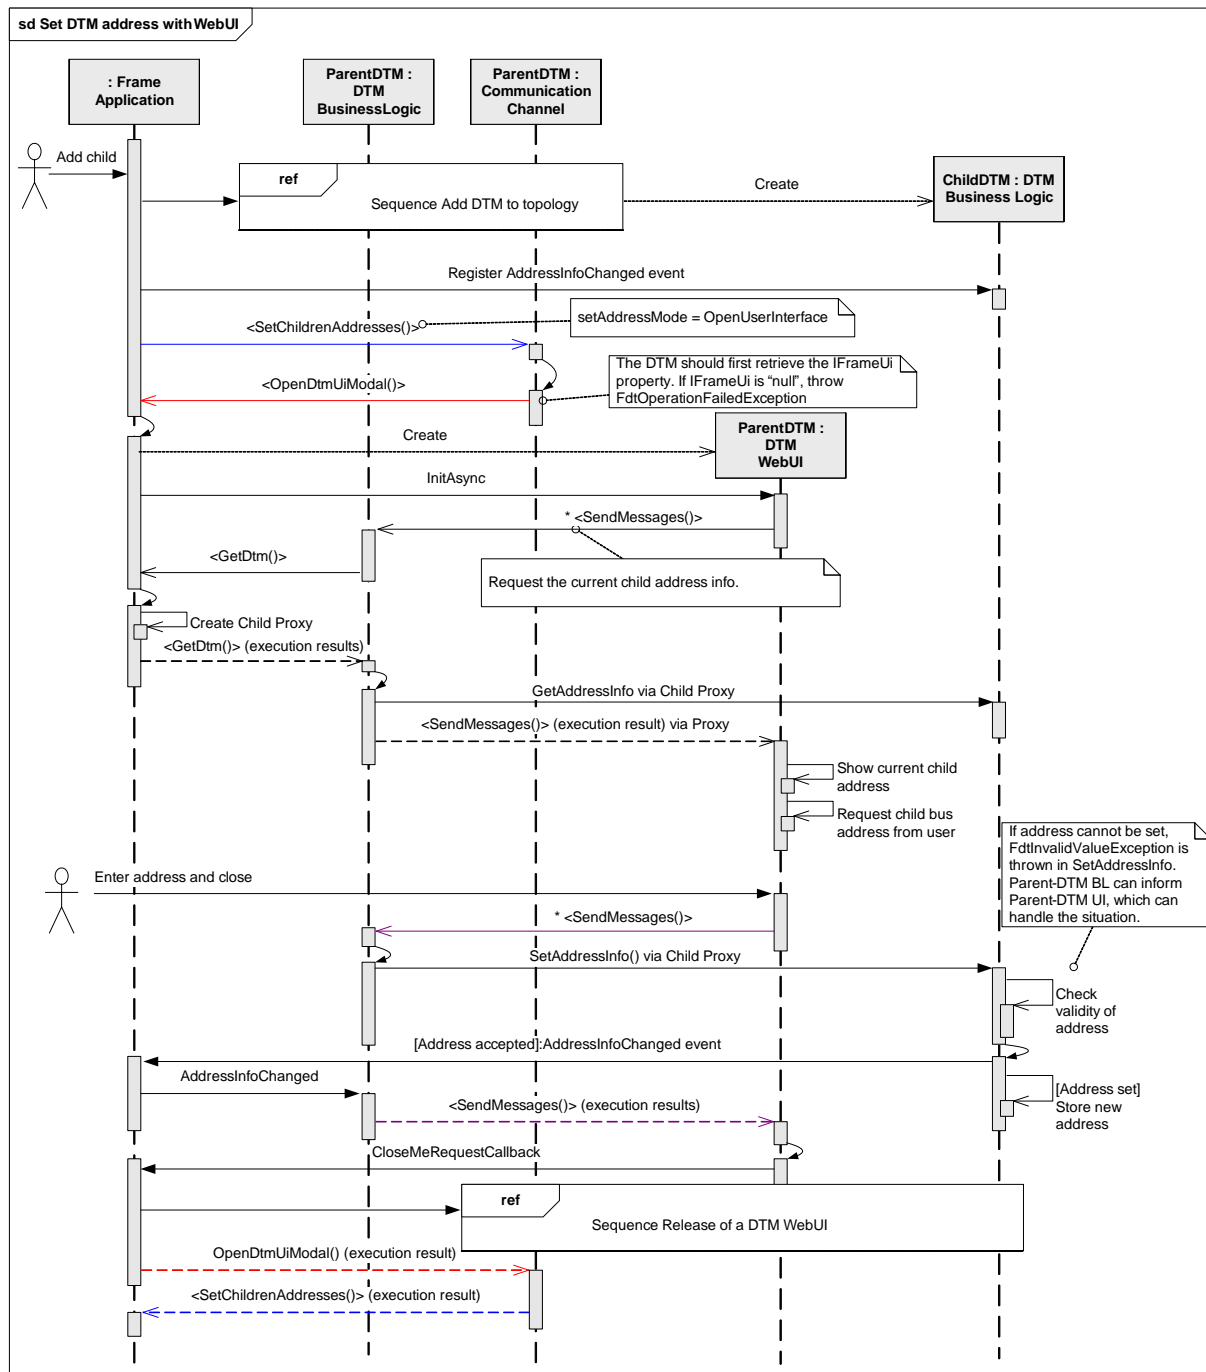 sd Set DTM address with WebUI
: Frame
Application
ParentDTM :
DTM
BusinessLogic
ParentDTM :
Communication
Channel
Add child
ref
Sequence Add DTM to topology
Create
ChildDTM : DTM
Business Logic
Register AddressInfoChanged event
<SetChildrenAddresses()>
setAddressMode = OpenUserInterface
The DTM should first retrieve the IFrameUi
property. If IFrameUi is “null”, throw
FdtOperationFailedException
<OpenDtmUiModal()>
Create
ParentDTM :
DTM
WebUI
InitAsync
* <SendMessages()>
<GetDtm()>
Request the current child address info.
Create Child Proxy
<GetDtm()> (execution results)
GetAddressInfo via Child Proxy
<SendMessages()> (execution result) via Proxy
Show current child
address
Request child bus
address from user
If address cannot be set,
FdtInvalidValueException is
thrown in SetAddressInfo.
Parent-DTM BL can inform
Parent-DTM UI, which can
handle the situation.
Enter address and close
* <SendMessages()>
SetAddressInfo() via Child Proxy
Check
validity of
address
[Address accepted]:AddressInfoChanged event
AddressInfoChanged
[Address set]
Store new
address
<SendMessages()> (execution results)
CloseMeRequestCallback
ref
Sequence Release of a DTM WebUI
OpenDtmUiModal() (execution result)
<SetChildrenAddresses()> (execution result)